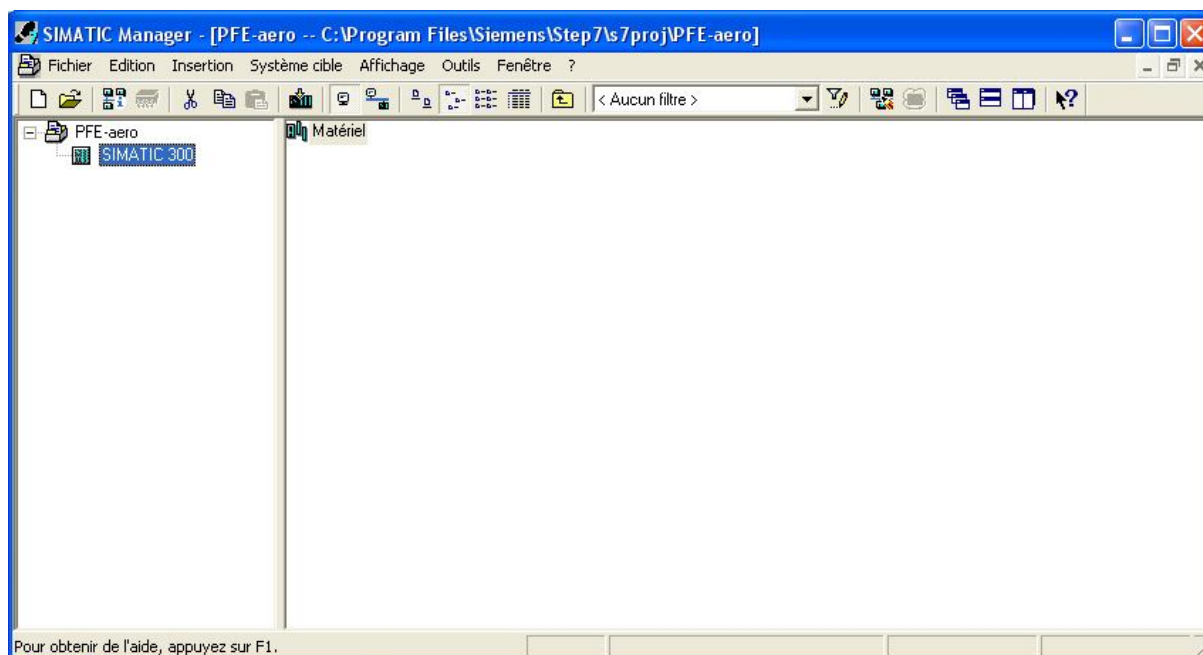 SIMATIC Manager - [PFE-aero -- C:\Program Files\Siemens\Step7\s7proj\PFE-aero]
Fichier Edition Insertion Système cible Affichage Outils Fenêtre ?
< Aucun filtre >
PFE-aero
SIMATIC 300
Matériel
Pour obtenir de l'aide, appuyez sur F1.